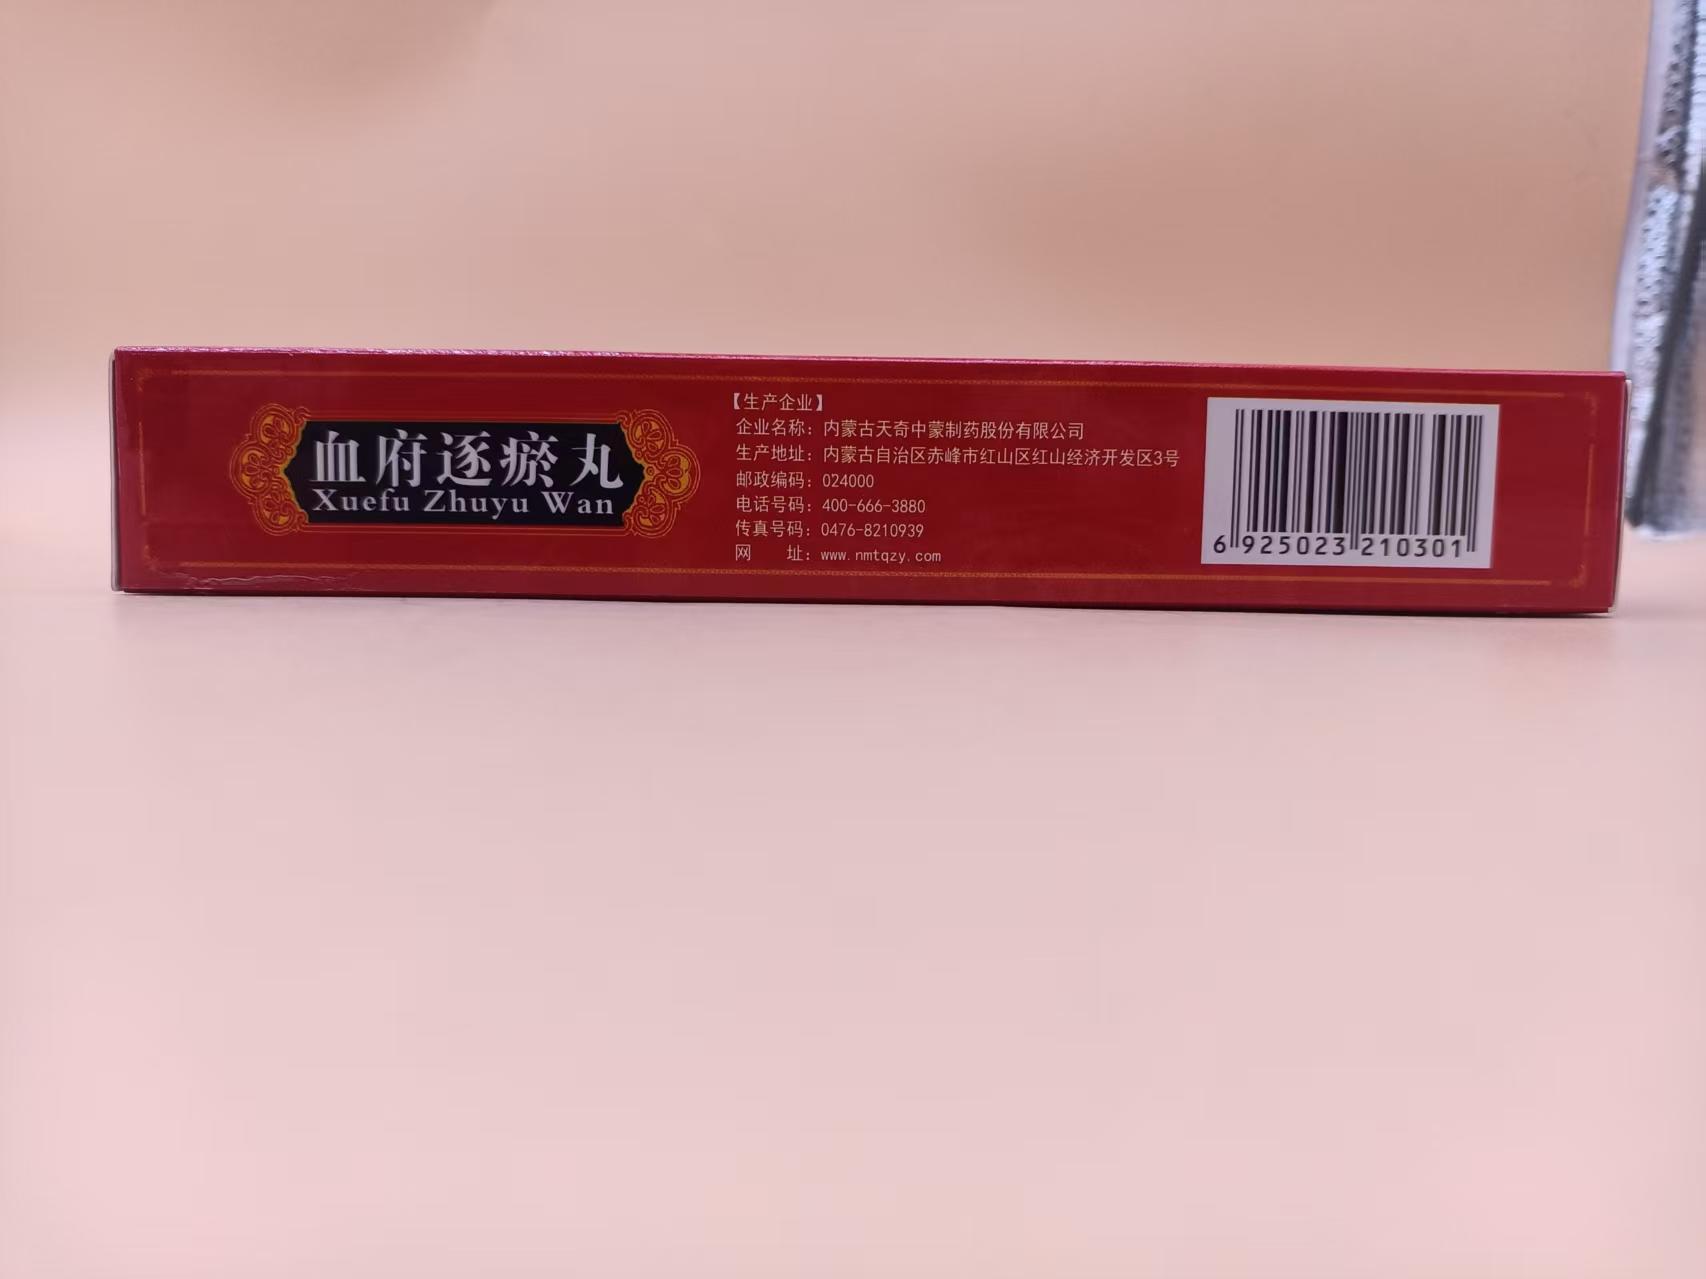 血府逐瘀丸
Xuefu Zhuyu Wan
【生产企业】
企业名称：内蒙古天奇中蒙制药股份有限公司
生产地址：内蒙古自治区赤峰市红山区红山经济开发区3号
邮政编码：024000
电话号码：400-666-3880
传真号码：0476-8210939
网　　址：www.nmtqzy.com
6 925023 210301